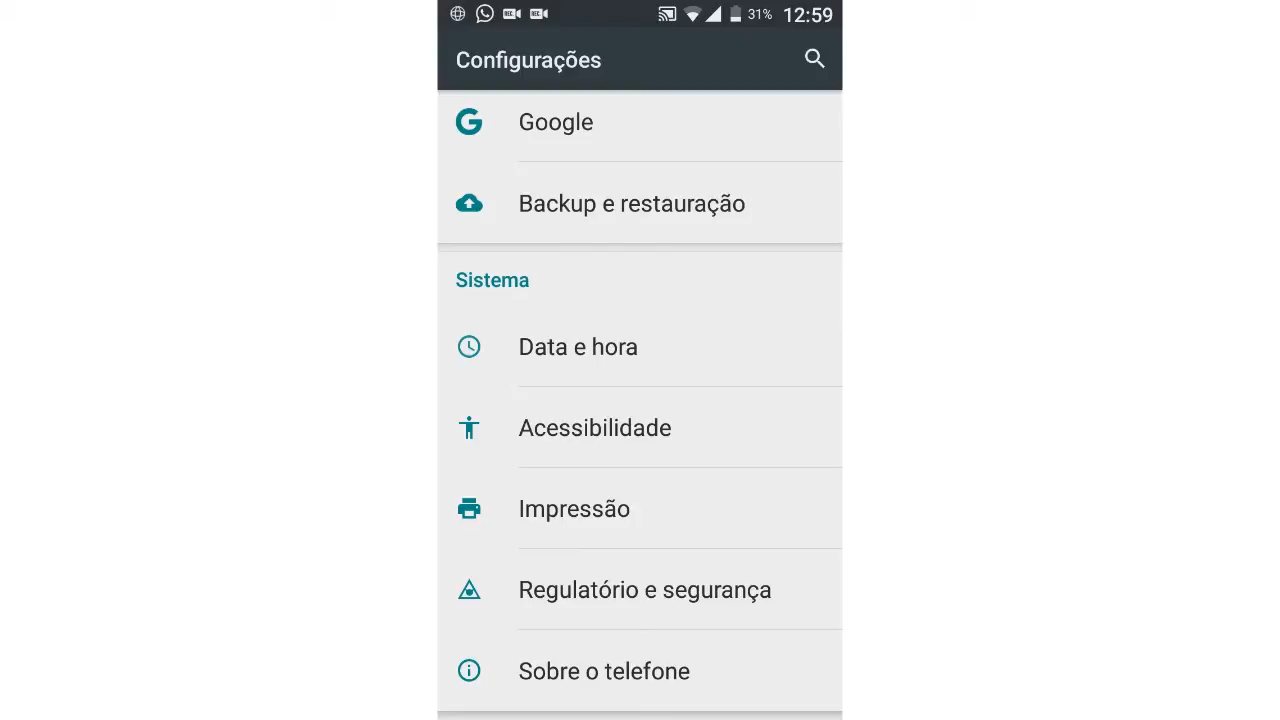 31% 12:59
Configurações
Google
Backup e restauração
Sistema
Data e hora
Acessibilidade
Impressão
Regulatório e segurança
Sobre o telefone